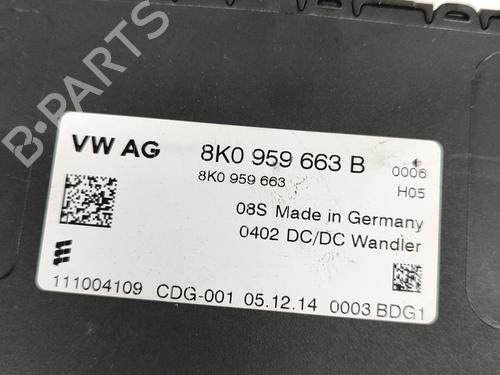 B-PARTS
VW AG
8K0 959 663 B
0006
8K0 959 663
H05
08S Made in Germany
0402 DC/DC Wandler
111004109 CDG-001 05.12.14 0003 BDG1